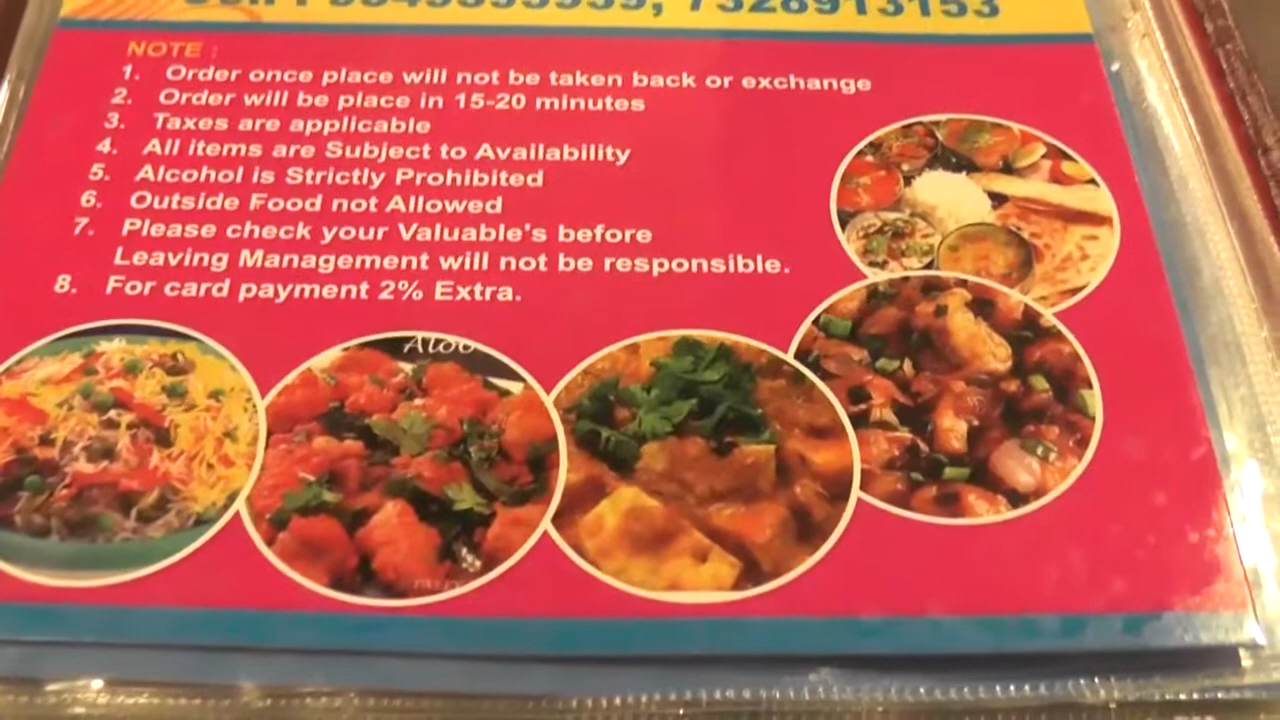 7328913153
NOTE :
1. Order once place will not be taken back or exchange
2. Order will be place in 15-20 minutes
3. Taxes are applicable
4. All items are Subject to Availability
5. Alcohol is Strictly Prohibited
6. Outside Food not Allowed
7. Please check your Valuable's before
Leaving Management will not be responsible.
8. For card payment 2% Extra.
Aloo